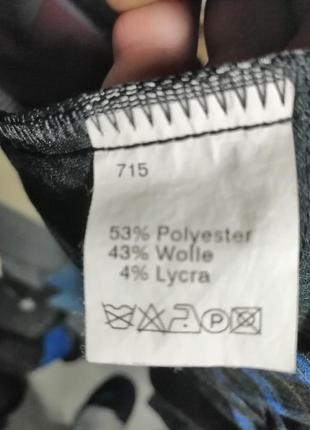 715
53% Polyester
43% Wolle
4% Lycra
P